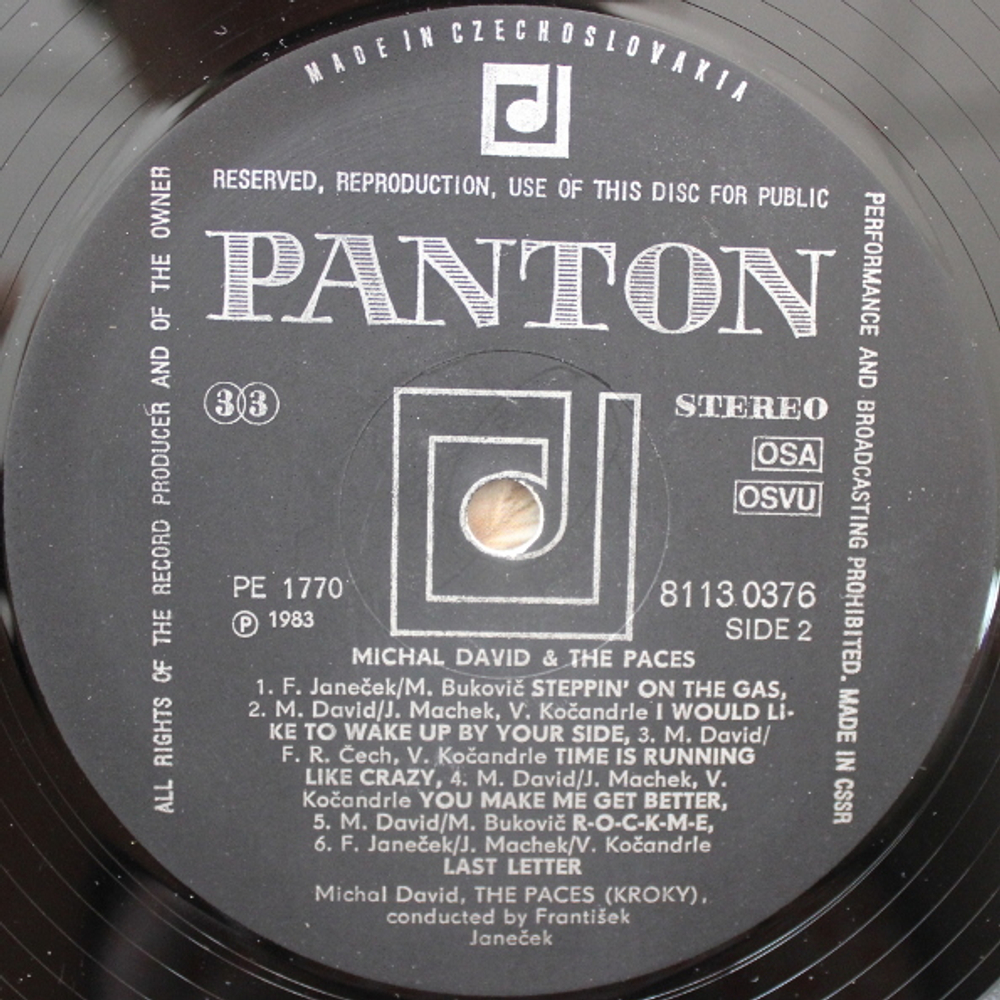 MADE IN CZECHOSLOVAKIA
ALL RIGHTS OF THE RECORD PRODUCER AND OF THE OWNER
RESERVED, REPRODUCTION, USE OF THIS DISC FOR PUBLIC
PERFORMANCE AND BROADCASTING PROHIBITED. MADE IN CSSR
PANTON
33
STEREO
OSA
OSVU
PE 1770
8113 0376
Ⓟ 1983
SIDE 2
MICHAL DAVID & THE PACES
1. F. Janeček/M. Bukovič STEPPIN' ON THE GAS,
2. M. David/J. Machek, V. Kočandrle I WOULD LI-
KE TO WAKE UP BY YOUR SIDE, 3. M. David/
F. R. Čech, V. Kočandrle TIME IS RUNNING
LIKE CRAZY, 4. M. David/J. Machek, V.
Kočandrle YOU MAKE ME GET BETTER,
5. M. David/M. Bukovič R-O-C-K-M-E,
6. F. Janeček/J. Machek/V. Kočandrle
LAST LETTER
Michal David, THE PACES (KROKY),
conducted by František
Janeček